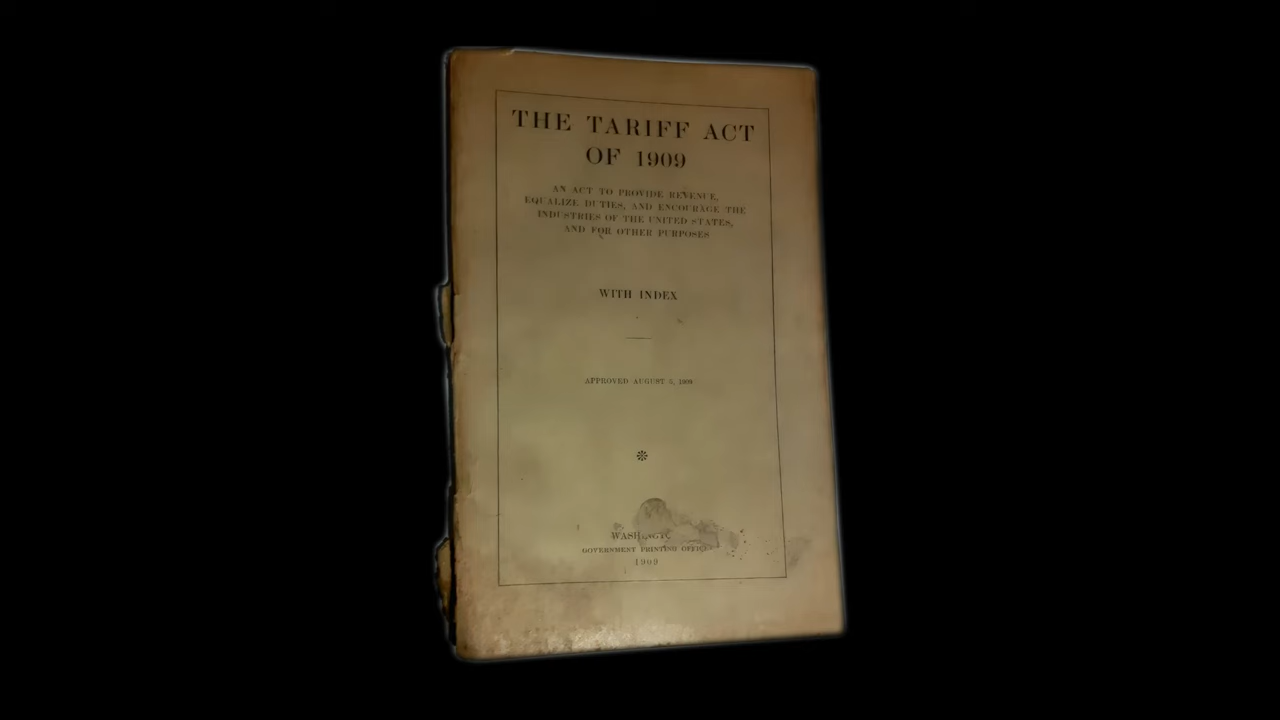 THE TARIFF ACT
OF 1909
AN ACT TO PROVIDE REVENUE,
EQUALIZE DUTIES, AND ENCOURAGE THE
INDUSTRIES OF THE UNITED STATES,
AND FOR OTHER PURPOSES
WITH INDEX
APPROVED AUGUST 5, 1909
GOVERNMENT PRINTING OFFICE
1909